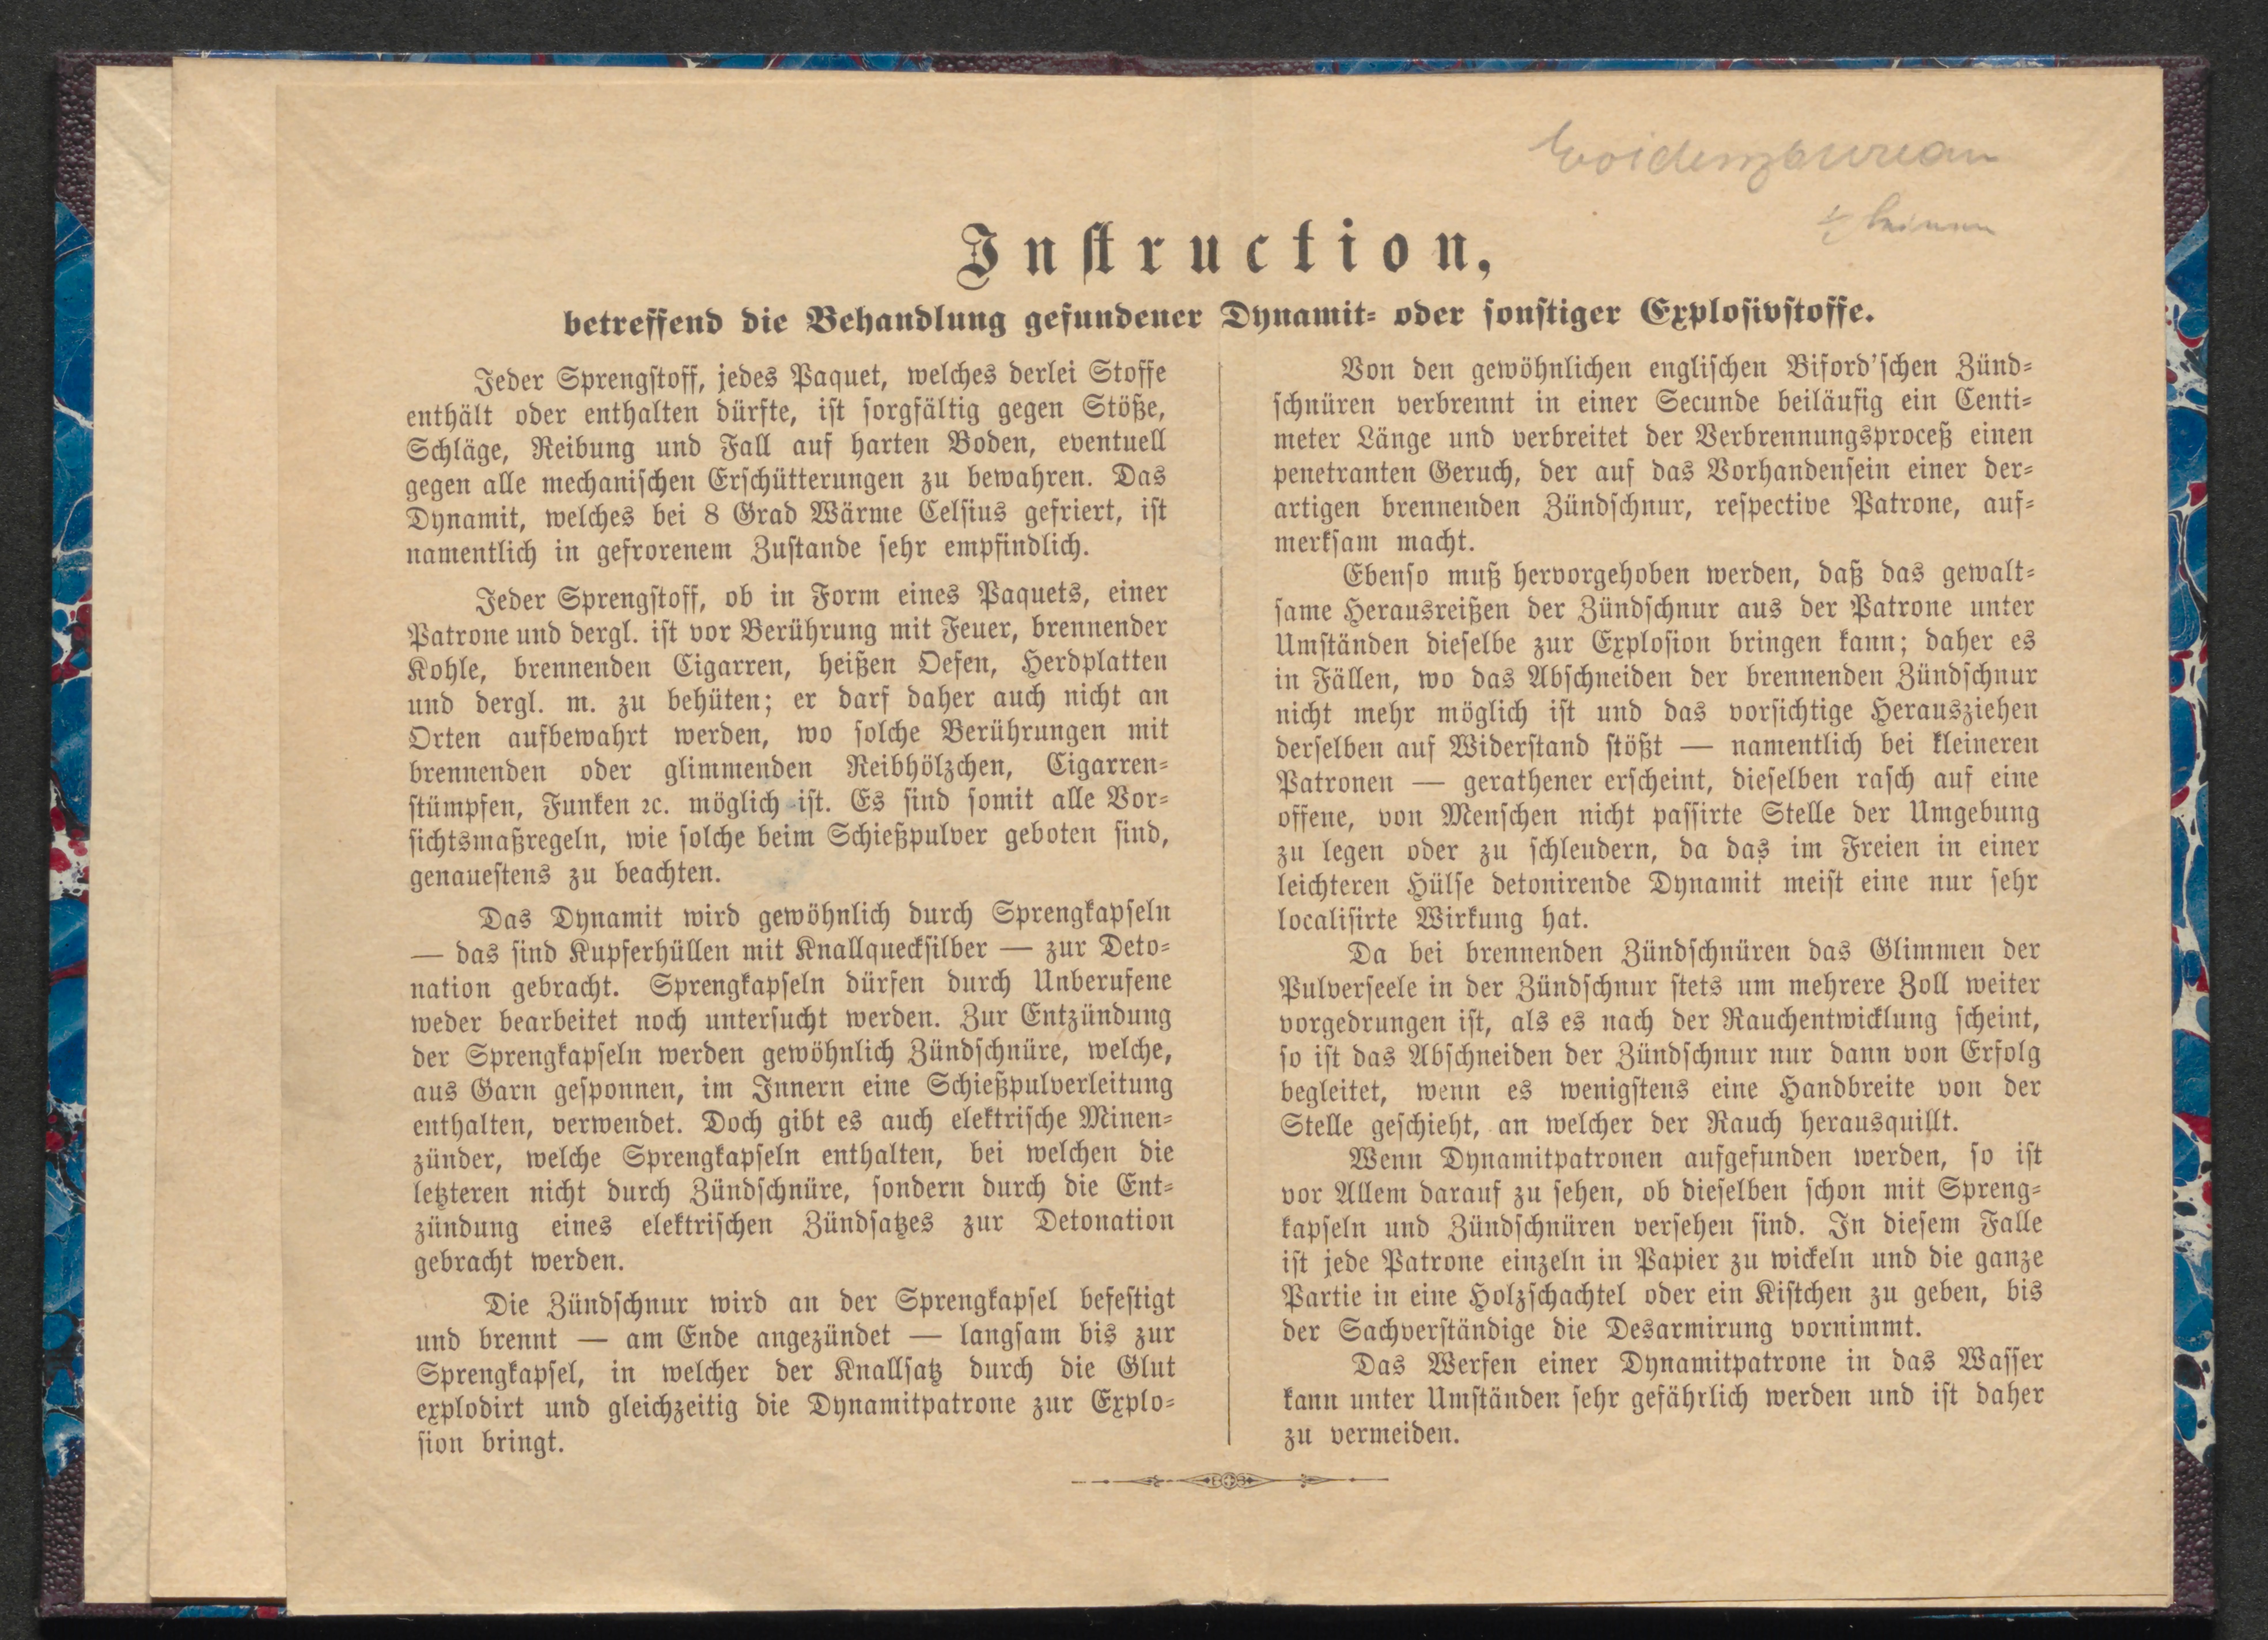 Evidenzbureau
Instruction,
betreffend die Behandlung gefundener Dynamit- oder sonstiger Explosivstoffe.
Jeder Sprengstoff, jedes Paquet, welches derlei Stoffe
enthält oder enthalten dürfte, ist sorgfältig gegen Stöße,
Schläge, Reibung und Fall auf harten Boden, eventuell
gegen alle mechanischen Erschütterungen zu bewahren. Das
Dynamit, welches bei 8 Grad Wärme Celsius gefriert, ist
namentlich in gefrorenem Zustande sehr empfindlich.
Jeder Sprengstoff, ob in Form eines Paquets, einer
Patrone und dergl. ist vor Berührung mit Feuer, brennender
Kohle, brennenden Cigarren, heißen Oefen, Herdplatten
und dergl. m. zu behüten; er darf daher auch nicht an
Orten aufbewahrt werden, wo solche Berührungen mit
brennenden oder glimmenden Reibhölzchen, Cigarren-
stümpfen, Funken ꝛc. möglich ist. Es sind somit alle Vor-
sichtsmaßregeln, wie solche beim Schießpulver geboten sind,
genauestens zu beachten.
Das Dynamit wird gewöhnlich durch Sprengkapseln
— das sind Kupferhüllen mit Knallquecksilber — zur Deto-
nation gebracht. Sprengkapseln dürfen durch Unberufene
weder bearbeitet noch untersucht werden. Zur Entzündung
der Sprengkapseln werden gewöhnlich Zündschnüre, welche,
aus Garn gesponnen, im Innern eine Schießpulverleitung
enthalten, verwendet. Doch gibt es auch elektrische Minen-
zünder, welche Sprengkapseln enthalten, bei welchen die
letzteren nicht durch Zündschnüre, sondern durch die Ent-
zündung eines elektrischen Zündsatzes zur Detonation
gebracht werden.
Die Zündschnur wird an der Sprengkapsel befestigt
und brennt — am Ende angezündet — langsam bis zur
Sprengkapsel, in welcher der Knallsatz durch die Glut
explodirt und gleichzeitig die Dynamitpatrone zur Explo-
sion bringt.
Von den gewöhnlichen englischen Biford'schen Zünd-
schnüren verbrennt in einer Secunde beiläufig ein Centi-
meter Länge und verbreitet der Verbrennungsproceß einen
penetranten Geruch, der auf das Vorhandensein einer der-
artigen brennenden Zündschnur, respective Patrone, auf-
merksam macht.
Ebenso muß hervorgehoben werden, daß das gewalt-
same Herausreißen der Zündschnur aus der Patrone unter
Umständen dieselbe zur Explosion bringen kann; daher es
in Fällen, wo das Abschneiden der brennenden Zündschnur
nicht mehr möglich ist und das vorsichtige Herausziehen
derselben auf Widerstand stößt — namentlich bei kleineren
Patronen — gerathener erscheint, dieselben rasch auf eine
offene, von Menschen nicht passirte Stelle der Umgebung
zu legen oder zu schleudern, da das im Freien in einer
leichteren Hülse detonirende Dynamit meist eine nur sehr
localisirte Wirkung hat.
Da bei brennenden Zündschnüren das Glimmen der
Pulverseele in der Zündschnur stets um mehrere Zoll weiter
vorgedrungen ist, als es nach der Rauchentwicklung scheint,
so ist das Abschneiden der Zündschnur nur dann von Erfolg
begleitet, wenn es wenigstens eine Handbreite von der
Stelle geschieht, an welcher der Rauch herausquillt.
Wenn Dynamitpatronen aufgefunden werden, so ist
vor Allem darauf zu sehen, ob dieselben schon mit Spreng-
kapseln und Zündschnüren versehen sind. In diesem Falle
ist jede Patrone einzeln in Papier zu wickeln und die ganze
Partie in eine Holzschachtel oder ein Kistchen zu geben, bis
der Sachverständige die Desarmirung vornimmt.
Das Werfen einer Dynamitpatrone in das Wasser
kann unter Umständen sehr gefährlich werden und ist daher
zu vermeiden.